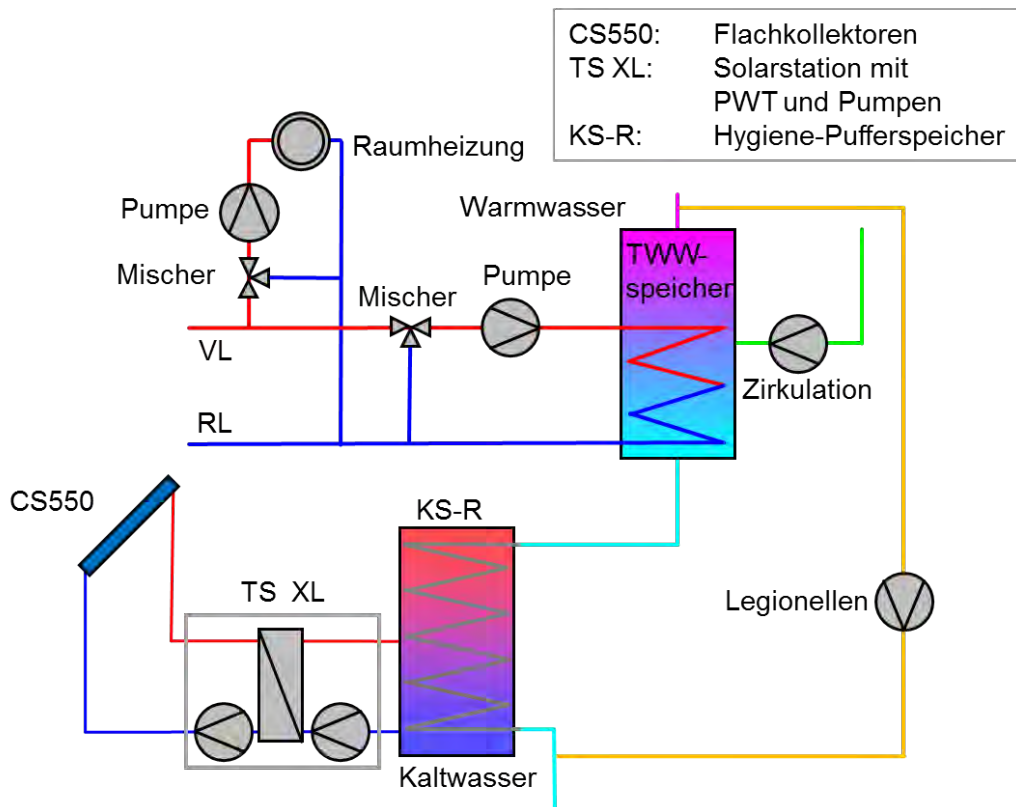 CS550: Flachkollektoren
TS XL: Solarstation mit
PWT und Pumpen
KS-R: Hygiene-Pufferspeicher
Raumheizung
Pumpe
Warmwasser
Mischer
TWW-
speicher
Pumpe
Mischer
VL
Zirkulation
RL
CS550
KS-R
TS XL
Legionellen
Kaltwasser